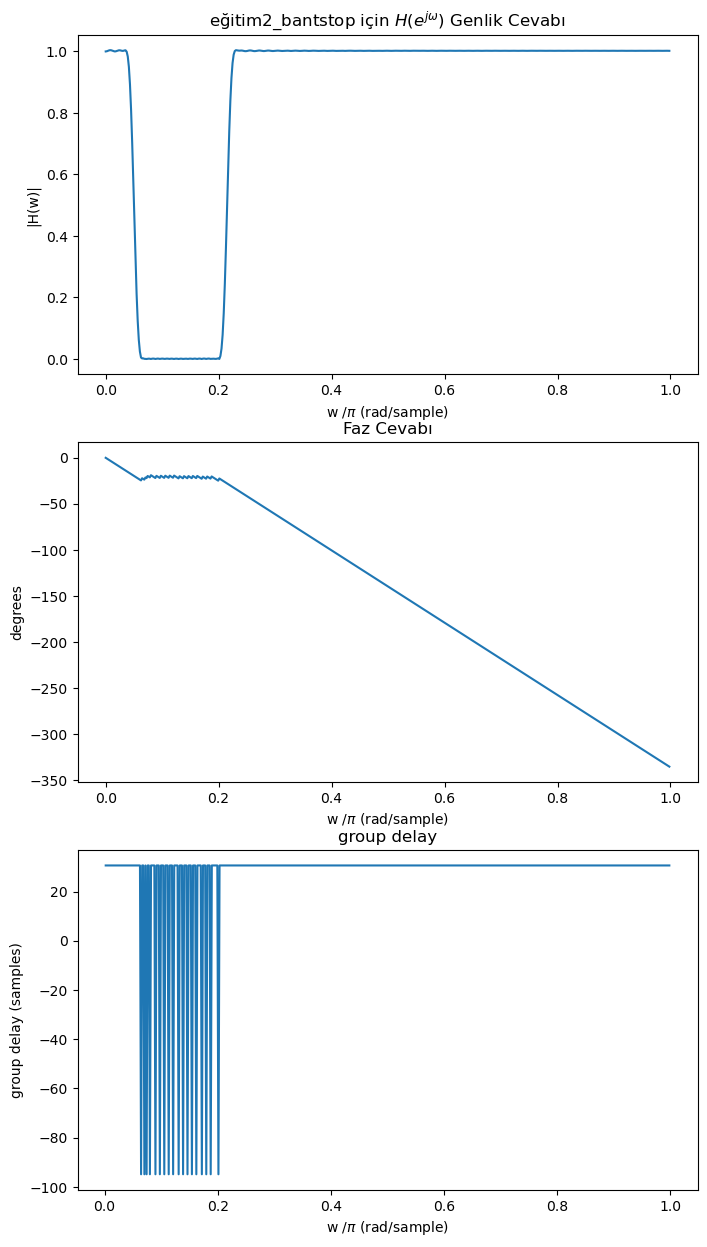 eğitim2_bantstop için $H(e^{j\omega})$ Genlik Cevabı
1.0
0.8
0.6
0.4
0.2
0.0
|H(w)|
0.0 0.2 0.4 0.6 0.8 1.0
w /π (rad/sample)
Faz Cevabı
0
−50
−100
−150
−200
−250
−300
−350
degrees
0.0 0.2 0.4 0.6 0.8 1.0
w /π (rad/sample)
group delay
20
0
−20
−40
−60
−80
−100
group delay (samples)
0.0 0.2 0.4 0.6 0.8 1.0
w /π (rad/sample)